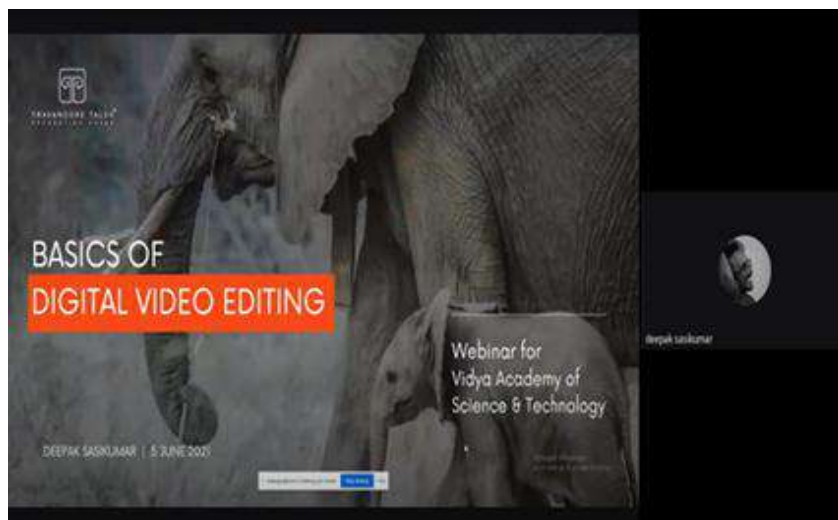 TRAVANCORE TALKY
BASICS OF
DIGITAL VIDEO EDITING
Webinar for
Vidya Academy of
Science & Technology
DEEPAK SASIKUMAR | 5 JUNE 2021
deepak sasikumar